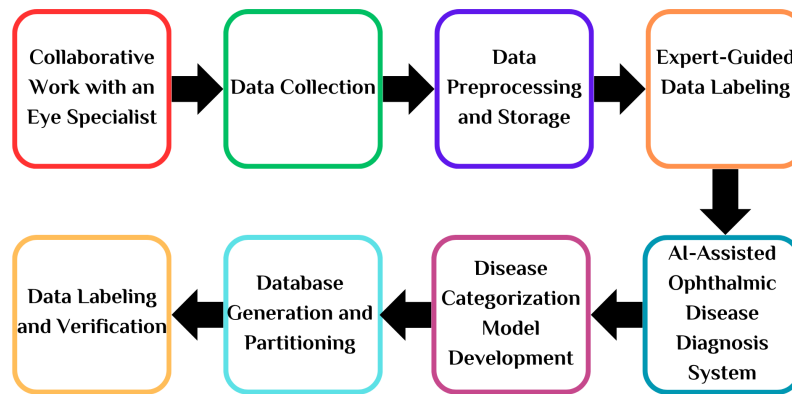 Collaborative
Work with an
Eye Specialist
Data Collection
Data
Preprocessing
and Storage
Expert-Guided
Data Labeling
AI-Assisted
Ophthalmic
Disease
Diagnosis
System
Disease
Categorization
Model
Development
Database
Generation and
Partitioning
Data Labeling
and Verification